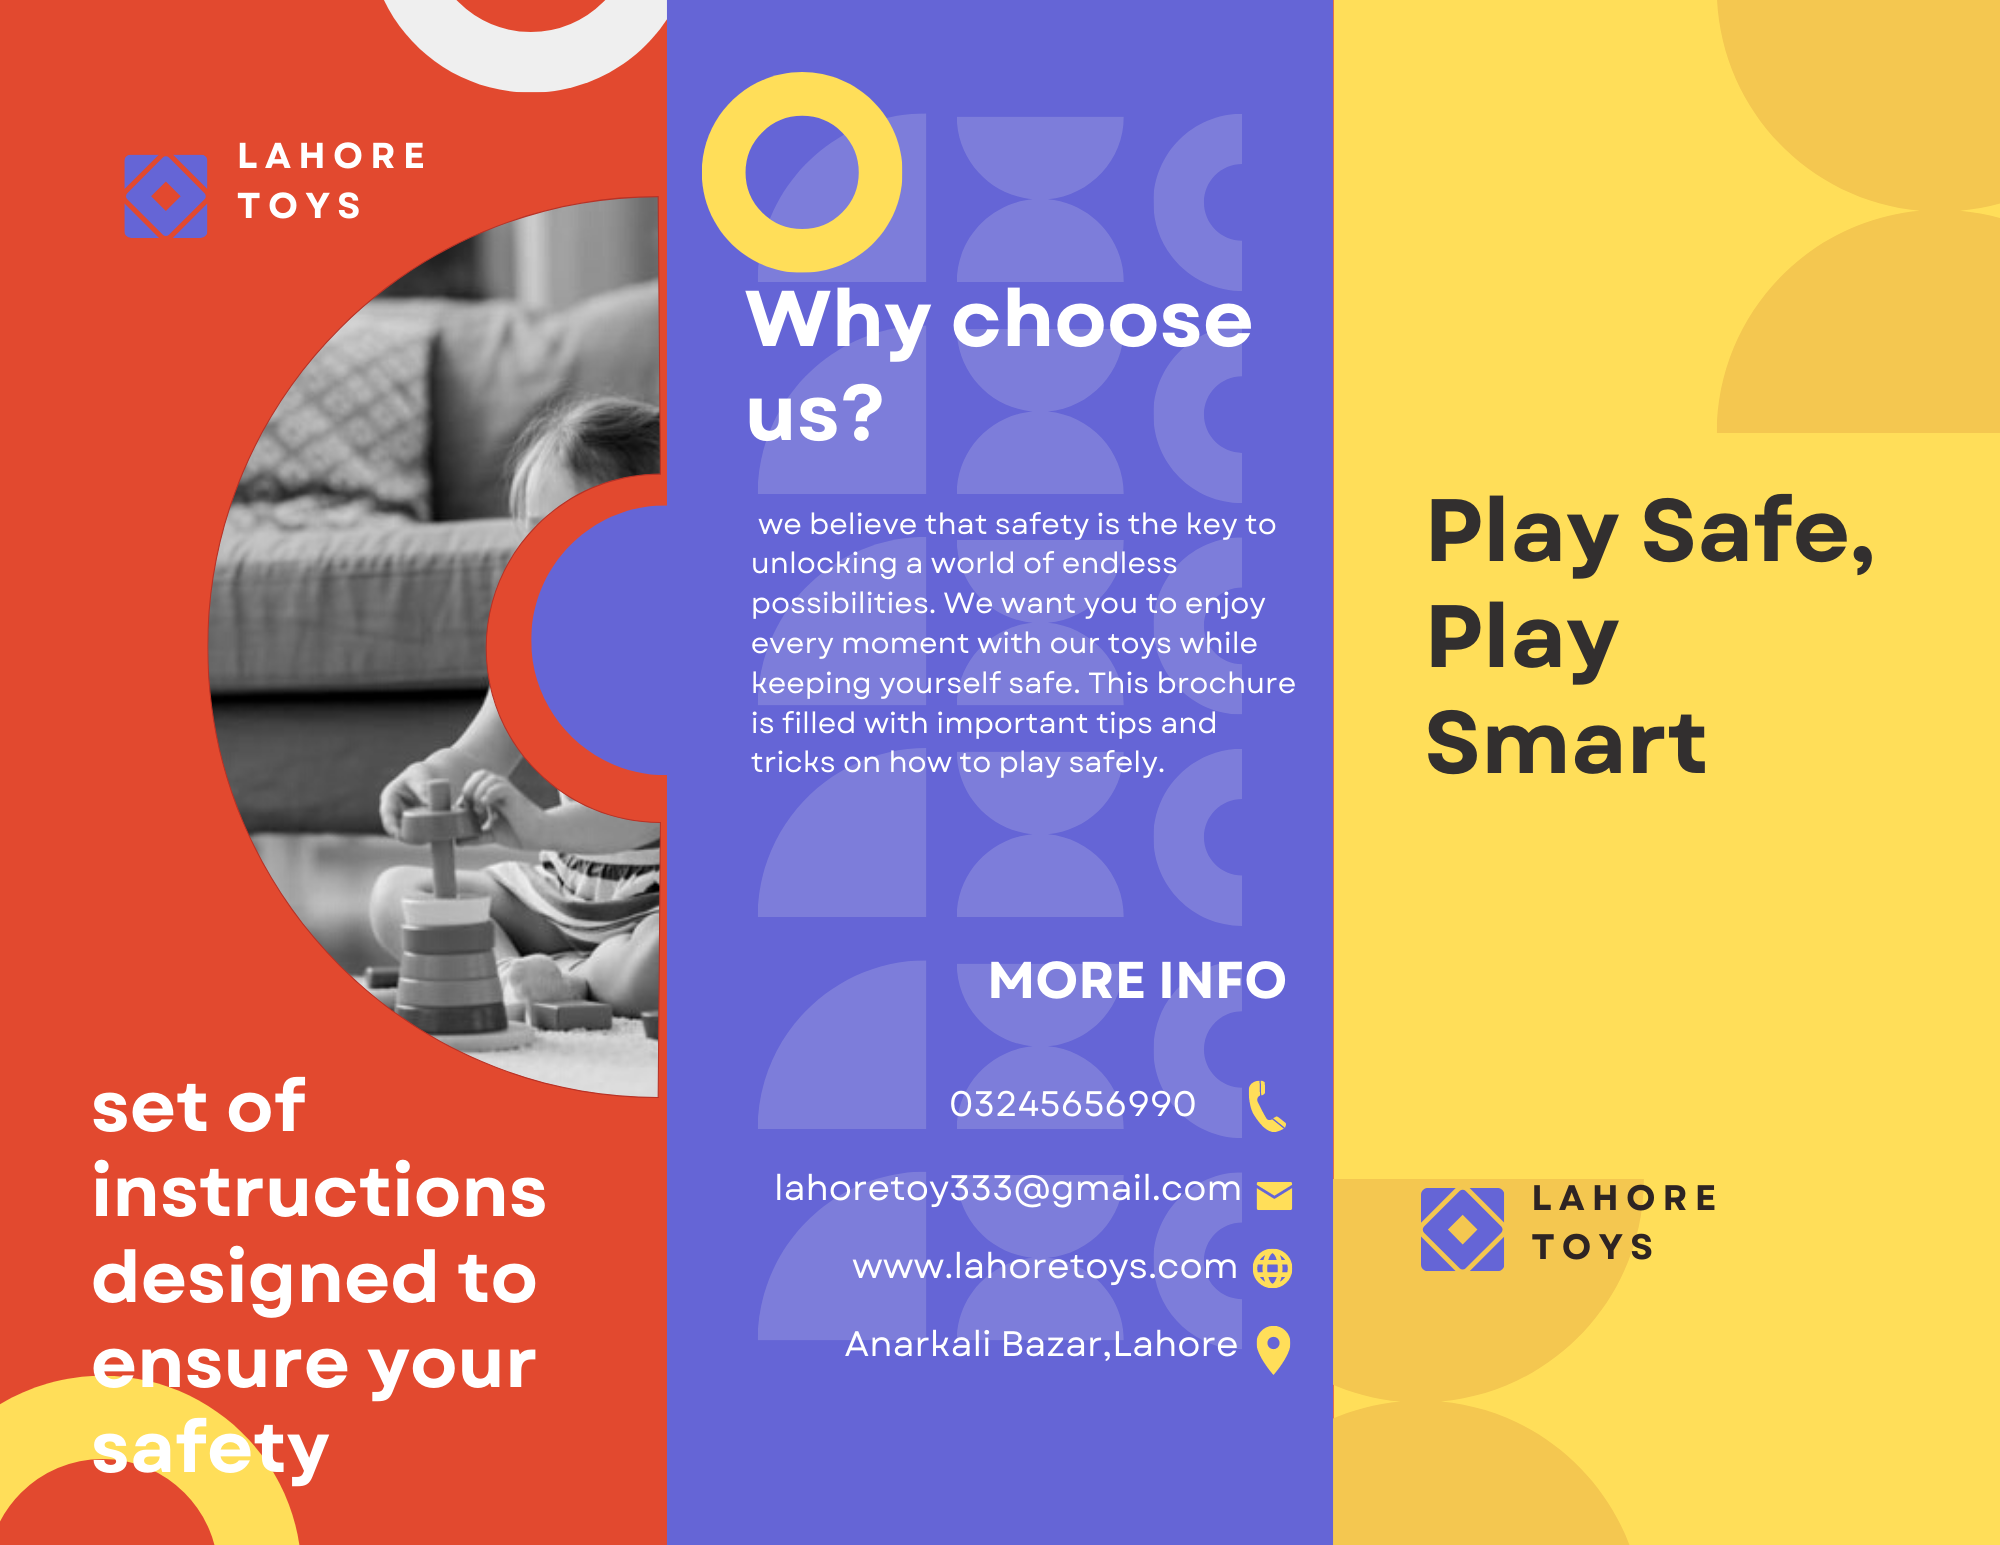 LAHORE
TOYS
set of
instructions
designed to
ensure your
safety
Why choose
us?
we believe that safety is the key to
unlocking a world of endless
possibilities. We want you to enjoy
every moment with our toys while
keeping yourself safe. This brochure
is filled with important tips and
tricks on how to play safely.
MORE INFO
03245656990
lahoretoy333@gmail.com
www.lahoretoys.com
Anarkali Bazar,Lahore
Play Safe,
Play
Smart
LAHORE
TOYS